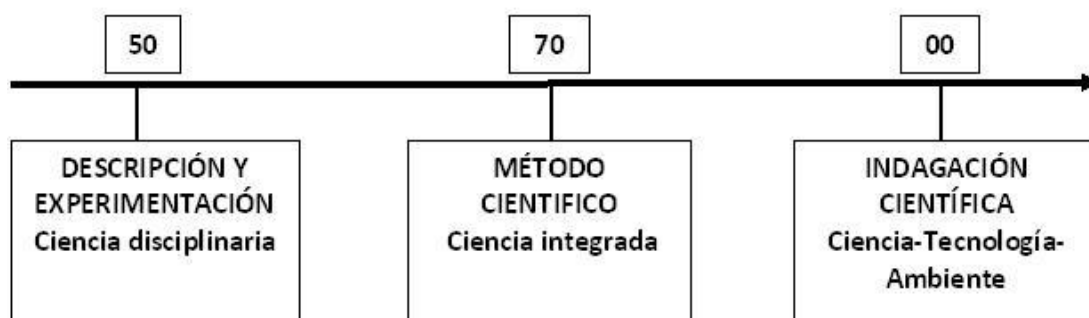 50
70
00
DESCRIPCIÓN Y
EXPERIMENTACIÓN
Ciencia disciplinaria
MÉTODO
CIENTIFICO
Ciencia integrada
INDAGACIÓN
CIENTÍFICA
Ciencia-Tecnología-
Ambiente